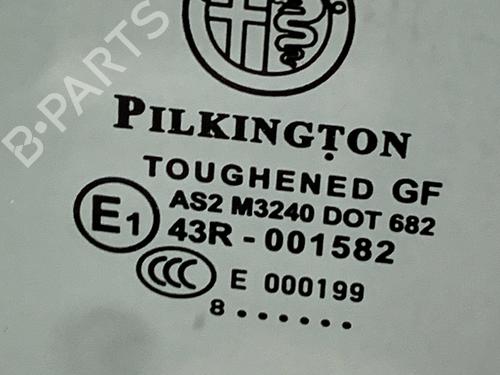 B·PARTS
PILKINGTON
TOUGHENED GF
AS2 M3240 DOT 682
E1
43R - 001582
CCC
E 000199
8 . . . . . .